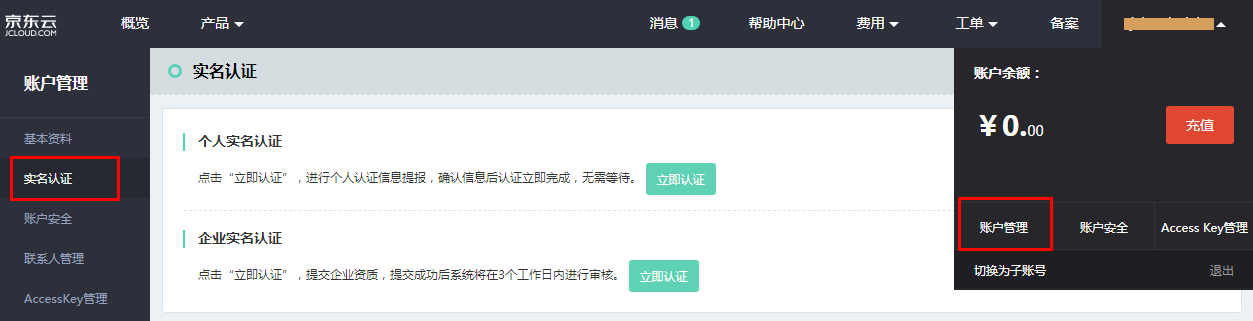 京东云
JCLOUD.COM
概览
产品
消息 1
帮助中心
费用
工单
备案
账户管理
基本资料
实名认证
账户安全
联系人管理
AccessKey管理
实名认证
个人实名认证
点击“立即认证”，进行个人认证信息提报，确认信息后认证立即完成，无需等待。 立即认证
企业实名认证
点击“立即认证”，提交企业资质，提交成功后系统将在3个工作日内进行审核。 立即认证
账户余额：
￥0.00
充值
账户管理
账户安全
Access Key管理
切换为子账号
退出